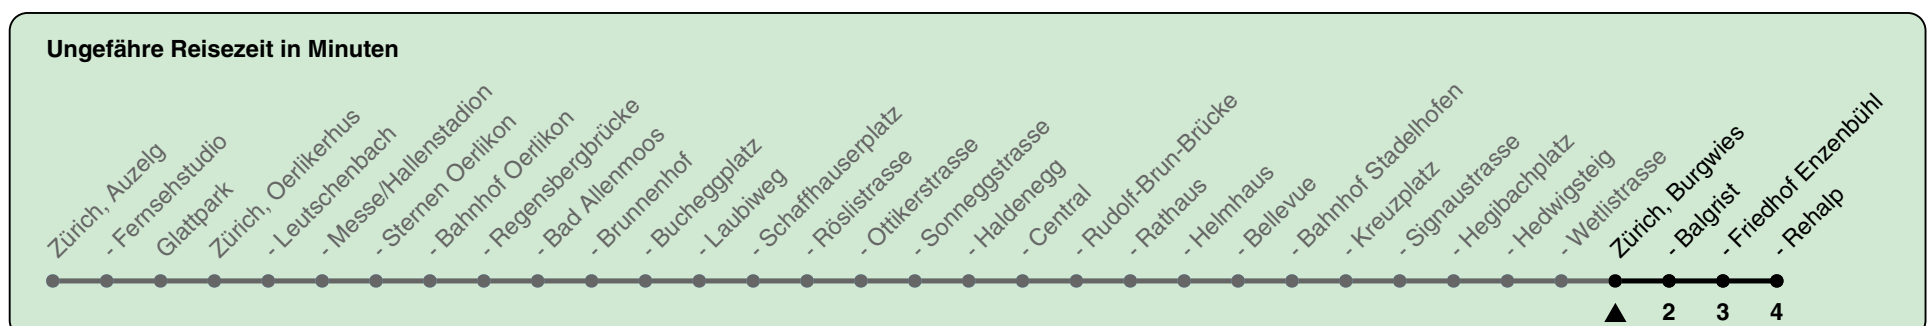 Ungefähre Reisezeit in Minuten
Zürich, Auzelg
- Fernsehstudio
Glattpark
Zürich, Oerlikerhus
- Leutschenbach
- Messe/Hallenstadion
- Sternen Oerlikon
- Bahnhof Oerlikon
- Regensbergbrücke
- Bad Allenmoos
- Brunnenhof
- Bucheggplatz
- Laubiweg
- Schaffhauserplatz
- Röslistrasse
- Ottikerstrasse
- Sonneggstrasse
- Haldenegg
- Central
- Rudolf-Brun-Brücke
- Rathaus
- Helmhaus
- Bellevue
- Bahnhof Stadelhofen
- Kreuzplatz
- Signaustrasse
- Hegibachplatz
- Hedwigsteig
- Wetlistrasse
Zürich, Burgwies
- Balgrist
- Friedhof Enzenbühl
- Rehalp
2 3 4